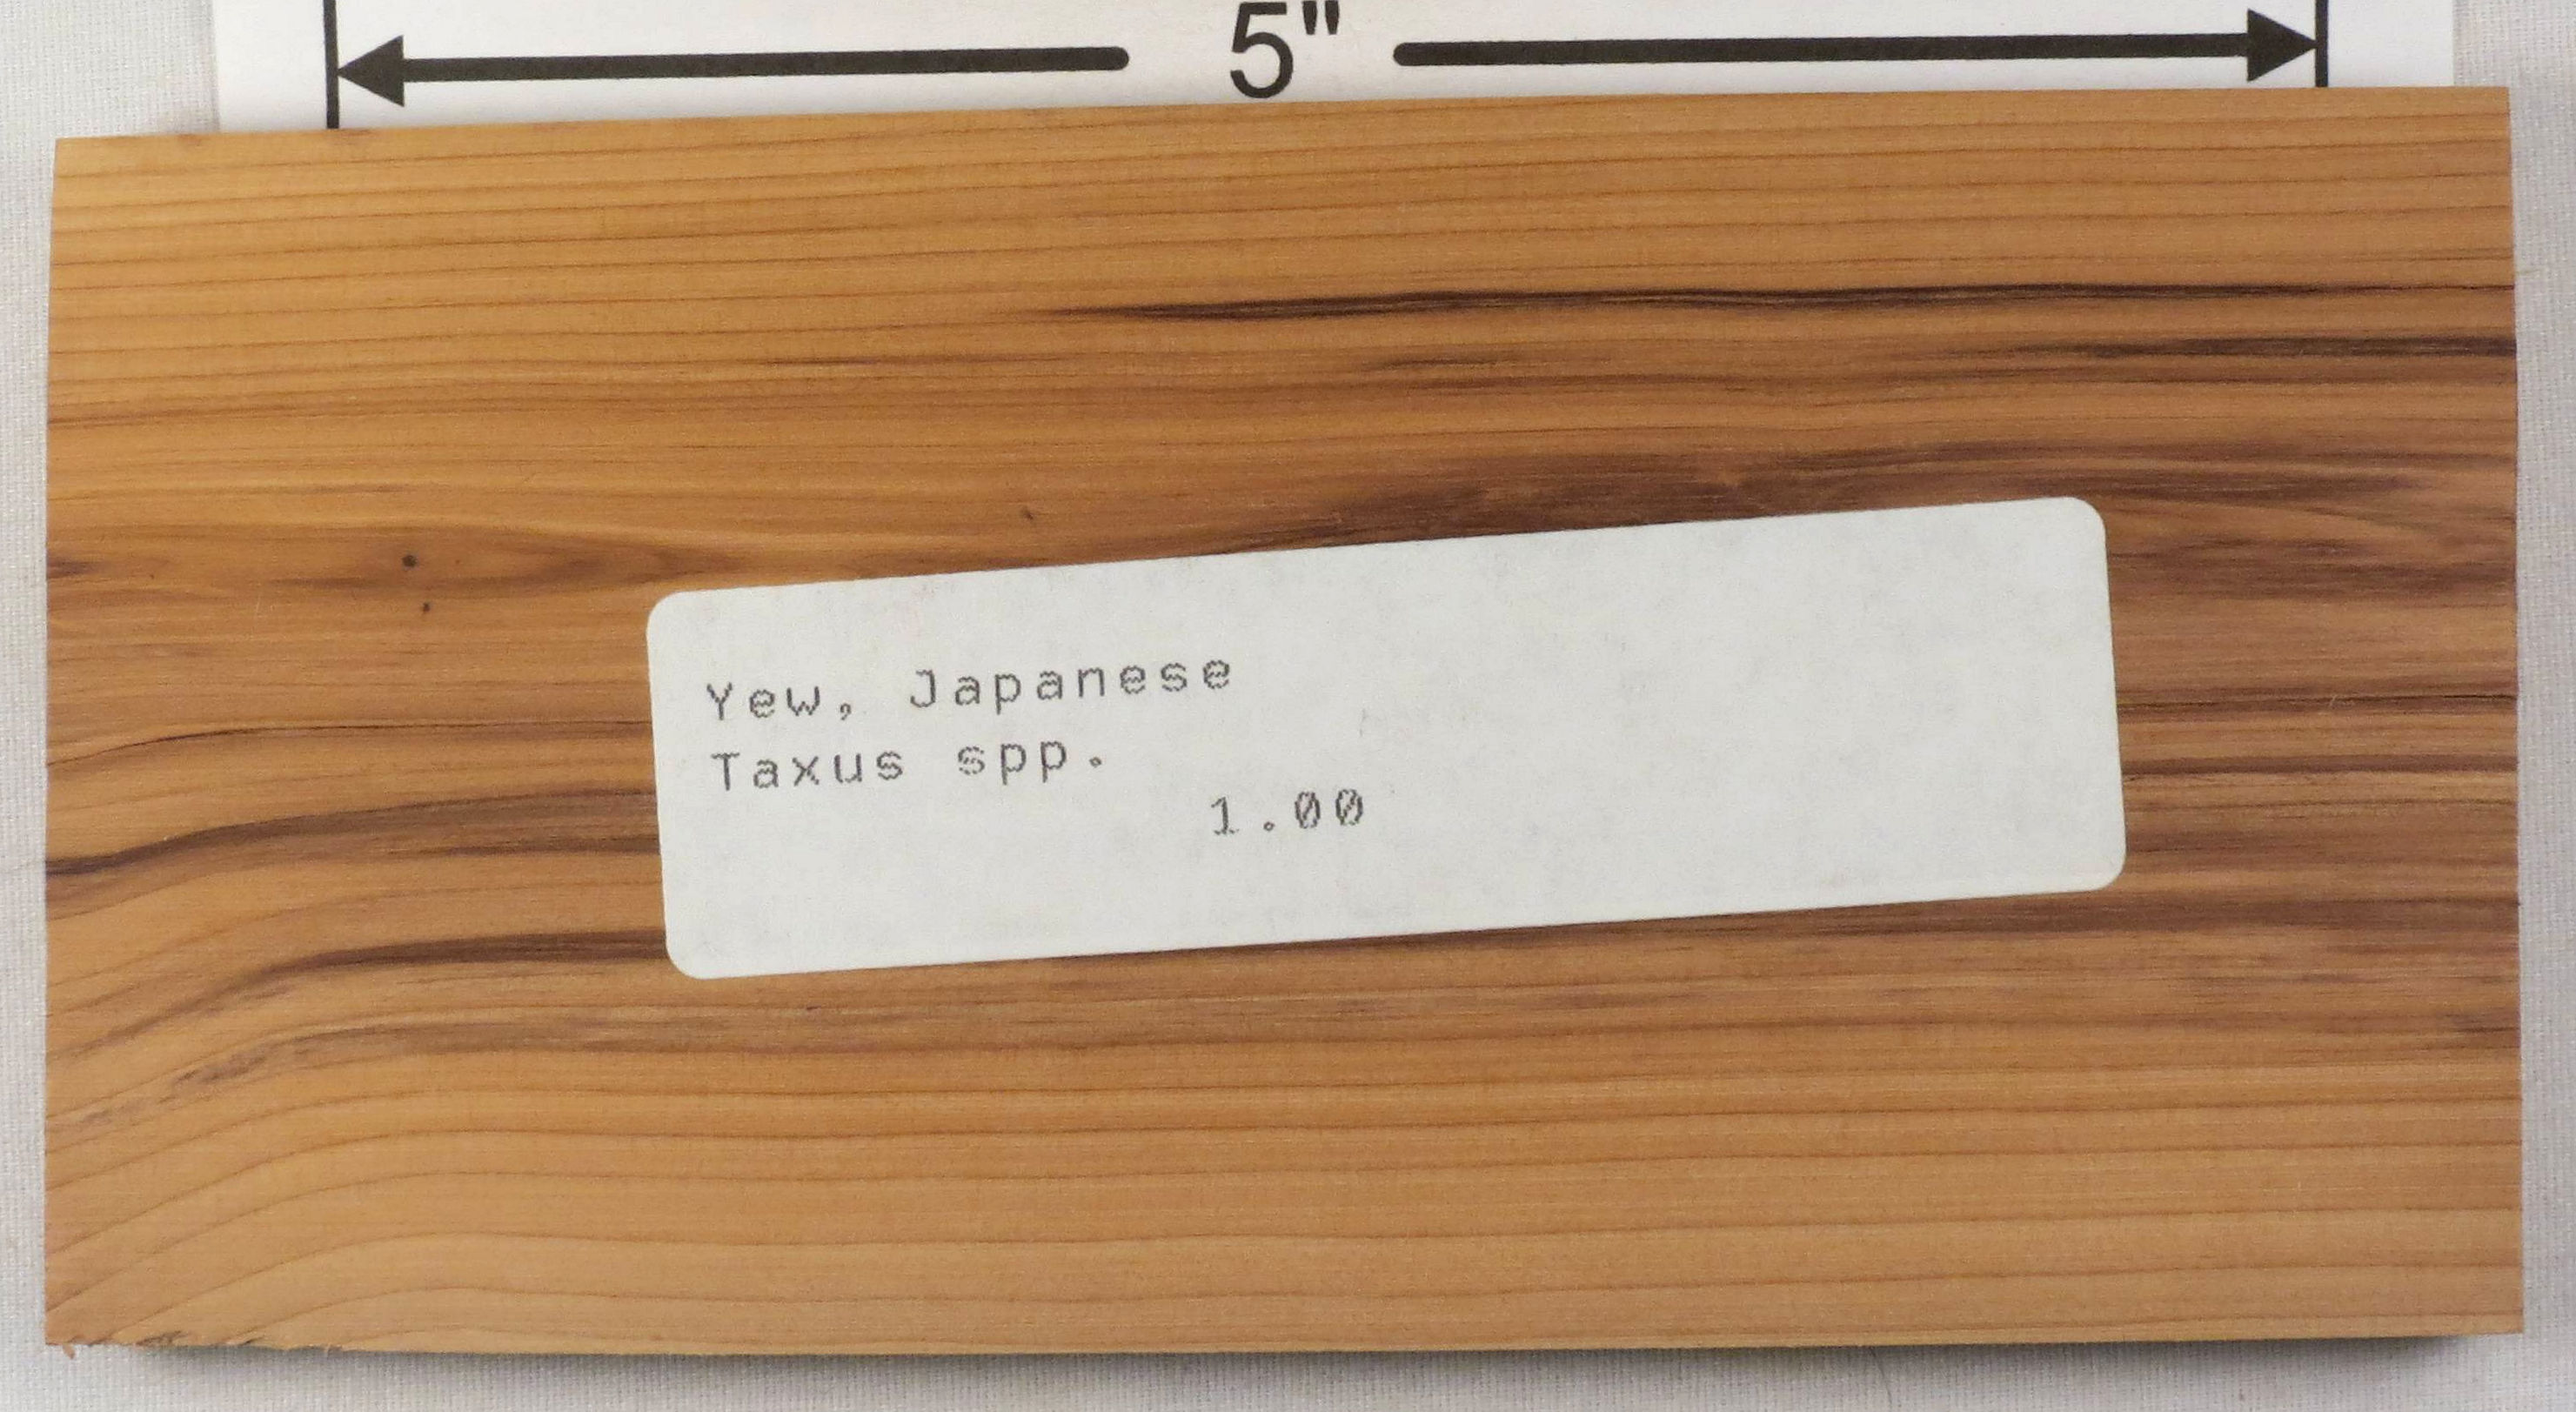 5"
Yew, Japanese
Taxus spp.
1.00